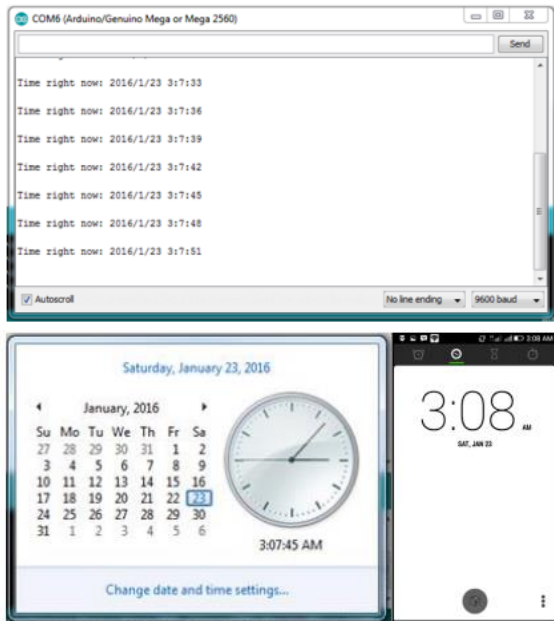 COM6 (Arduino/Genuino Mega or Mega 2560)
Send
Time right now: 2016/1/23 3:7:33
Time right now: 2016/1/23 3:7:36
Time right now: 2016/1/23 3:7:39
Time right now: 2016/1/23 3:7:42
Time right now: 2016/1/23 3:7:45
Time right now: 2016/1/23 3:7:48
Time right now: 2016/1/23 3:7:51
Autoscroll
No line ending
9600 baud
Saturday, January 23, 2016
January, 2016
Su Mo Tu We Th Fr Sa
27 28 29 30 31 1 2
3 4 5 6 7 8 9
10 11 12 13 14 15 16
17 18 19 20 21 22 23
24 25 26 27 28 29 30
31 1 2 3 4 5 6
3:07:45 AM
Change date and time settings...
3:08 AM
3:08 AM
SAT, JAN 23